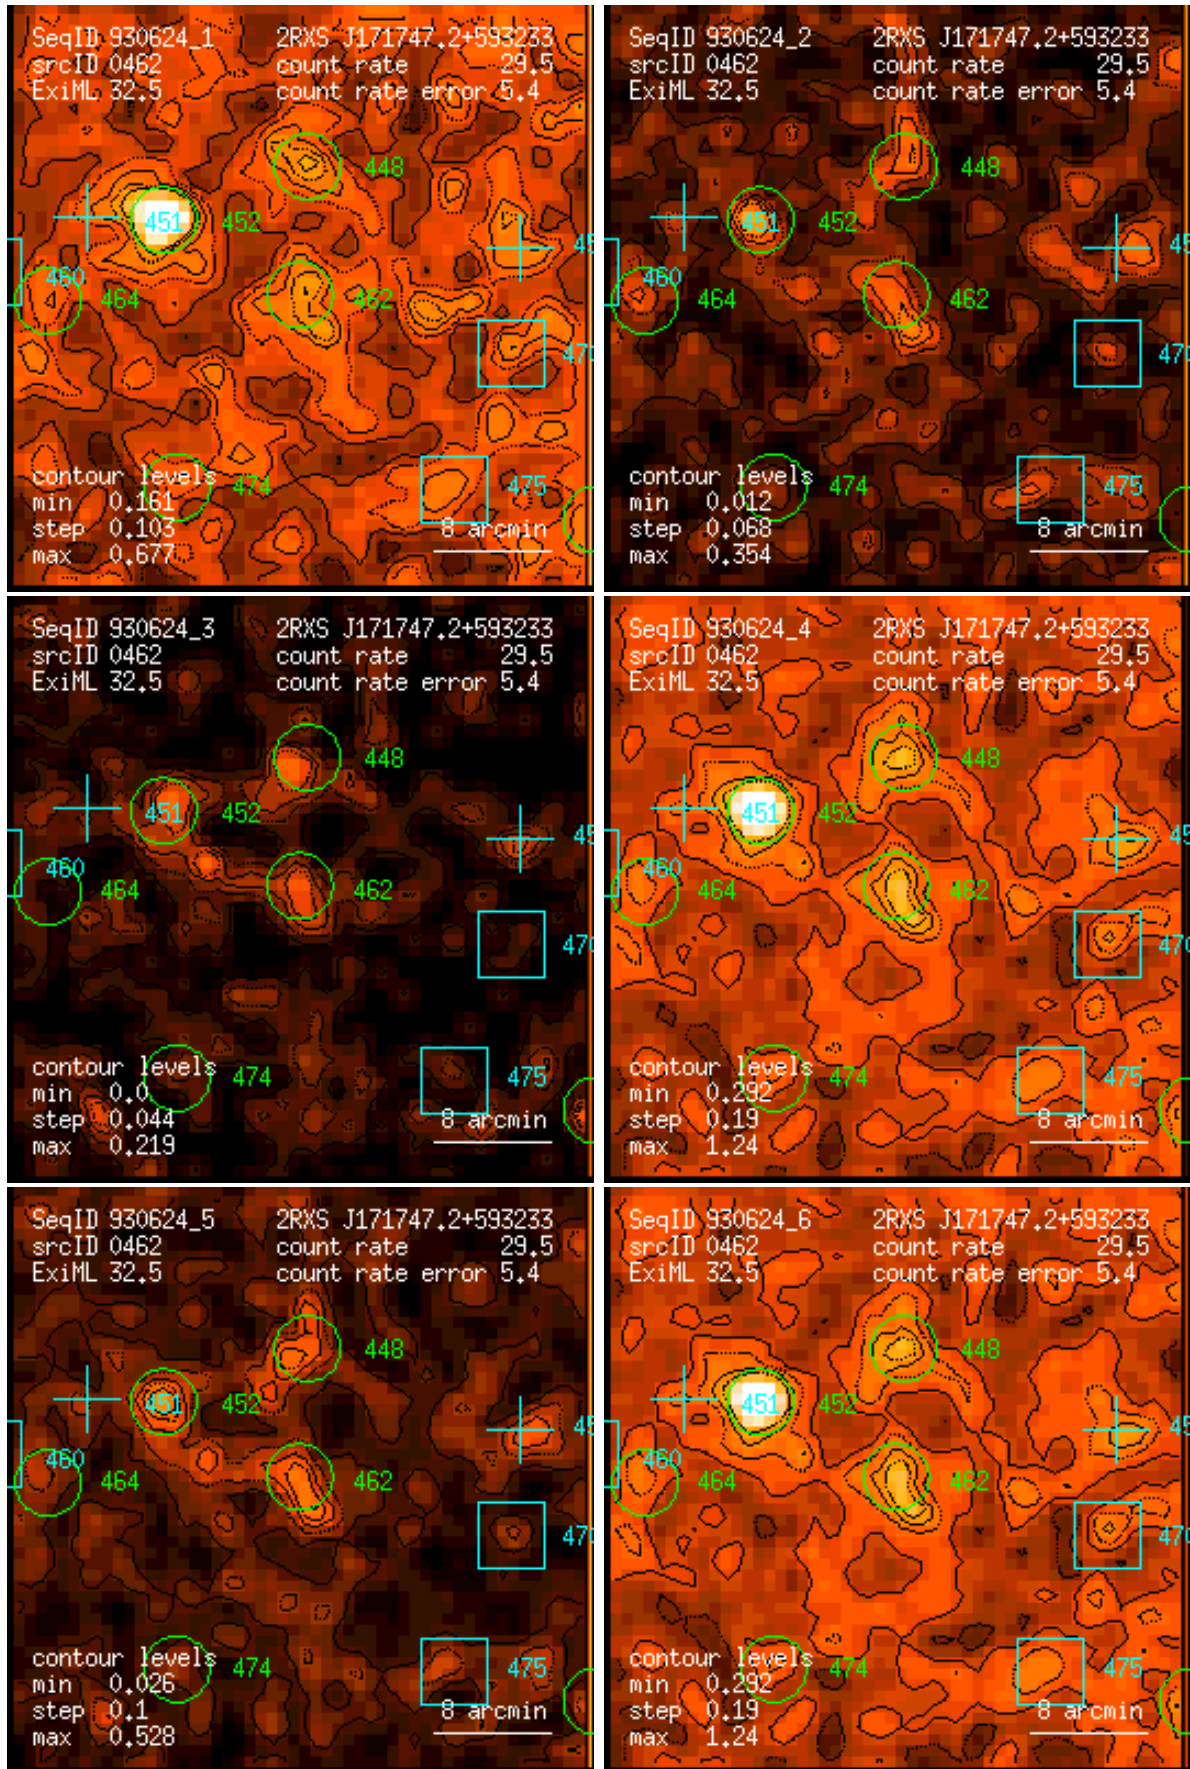 SeqID 930624_1 2RXS J171747.2+593233
srcID 0462 count rate 29.5
ExiML 32.5 count rate error 5.4
448
451 452
45
460
464 462
470
contour levels
474 475
min 0.161
step 0.103 8 arcmin
max 0.677
SeqID 930624_2 2RXS J171747.2+593233
srcID 0462 count rate 29.5
ExiML 32.5 count rate error 5.4
448
451 452
45
460
464 462
470
contour levels
474 475
min 0.012
step 0.068 8 arcmin
max 0.354
SeqID 930624_3 2RXS J171747.2+593233
srcID 0462 count rate 29.5
ExiML 32.5 count rate error 5.4
448
451 452
45
460
464 462
470
contour levels
474 475
min 0.0
step 0.044 8 arcmin
max 0.219
SeqID 930624_4 2RXS J171747.2+593233
srcID 0462 count rate 29.5
ExiML 32.5 count rate error 5.4
448
451 452
45
460
464 462
470
contour levels
474 475
min 0.292
step 0.19 8 arcmin
max 1.24
SeqID 930624_5 2RXS J171747.2+593233
srcID 0462 count rate 29.5
ExiML 32.5 count rate error 5.4
448
451 452
45
460
464 462
470
contour levels
474 475
min 0.026
step 0.1 8 arcmin
max 0.528
SeqID 930624_6 2RXS J171747.2+593233
srcID 0462 count rate 29.5
ExiML 32.5 count rate error 5.4
448
451 452
45
460
464 462
470
contour levels
474 475
min 0.292
step 0.19 8 arcmin
max 1.24